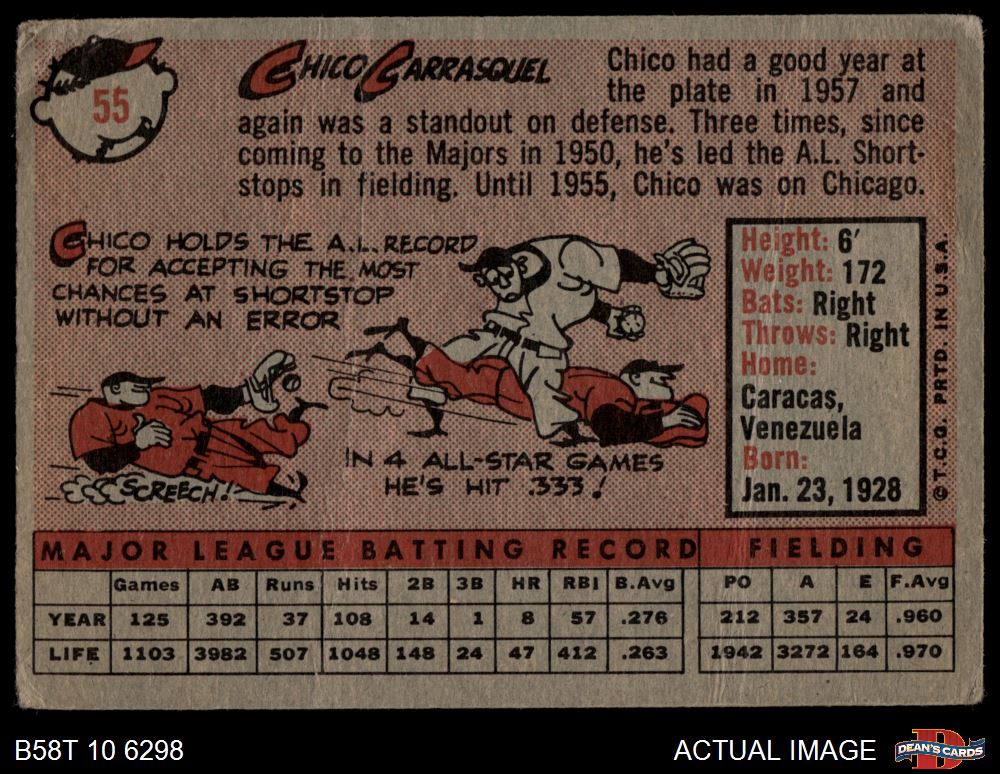 55
CHICO CARRASQUEL
Chico had a good year at
the plate in 1957 and
again was a standout on defense. Three times, since
coming to the Majors in 1950, he's led the A.L. Short-
stops in fielding. Until 1955, Chico was on Chicago.
CHICO HOLDS THE A.L. RECORD
FOR ACCEPTING THE MOST
CHANCES AT SHORTSTOP
WITHOUT AN ERROR
SCREECH!
IN 4 ALL-STAR GAMES
HE'S HIT .333!
Height: 6'
Weight: 172
Bats: Right
Throws: Right
Home:
Caracas,
Venezuela
Born:
Jan. 23, 1928
© T.C.G. PRTD. IN U.S.A.
MAJOR LEAGUE BATTING RECORD FIELDING
Games AB Runs Hits 2B 3B HR RBI B.Avg PO A E F.Avg
YEAR 125 392 37 108 14 1 8 57 .276 212 357 24 .960
LIFE 1103 3982 507 1048 148 24 47 412 .263 1942 3272 164 .970
B58T 10 6298
ACTUAL IMAGE
DEAN'S CARDS